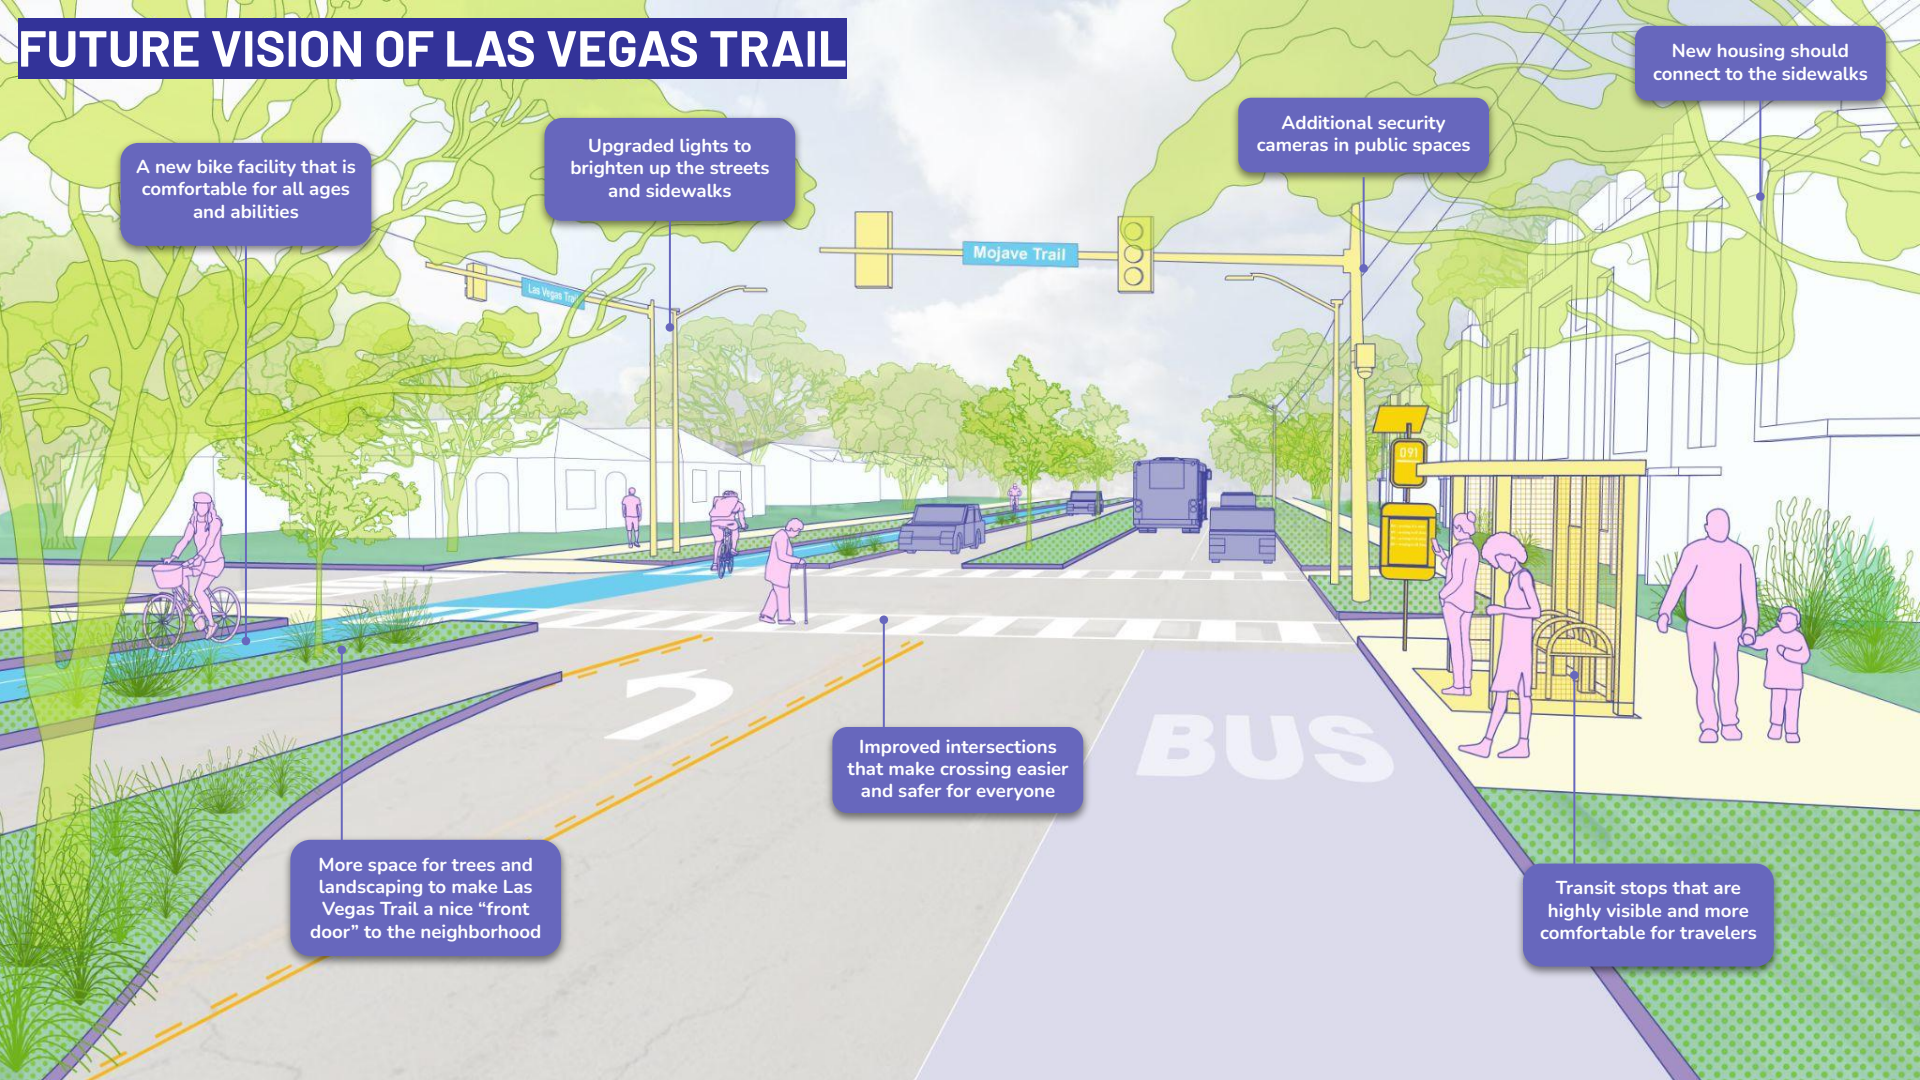 FUTURE VISION OF LAS VEGAS TRAIL
New housing should
connect to the sidewalks
Additional security
cameras in public spaces
Upgraded lights to
brighten up the streets
and sidewalks
A new bike facility that is
comfortable for all ages
and abilities
Mojave Trail
Las Vegas Trail
091
BUS
Improved intersections
that make crossing easier
and safer for everyone
More space for trees and
landscaping to make Las
Vegas Trail a nice “front
door” to the neighborhood
Transit stops that are
highly visible and more
comfortable for travelers